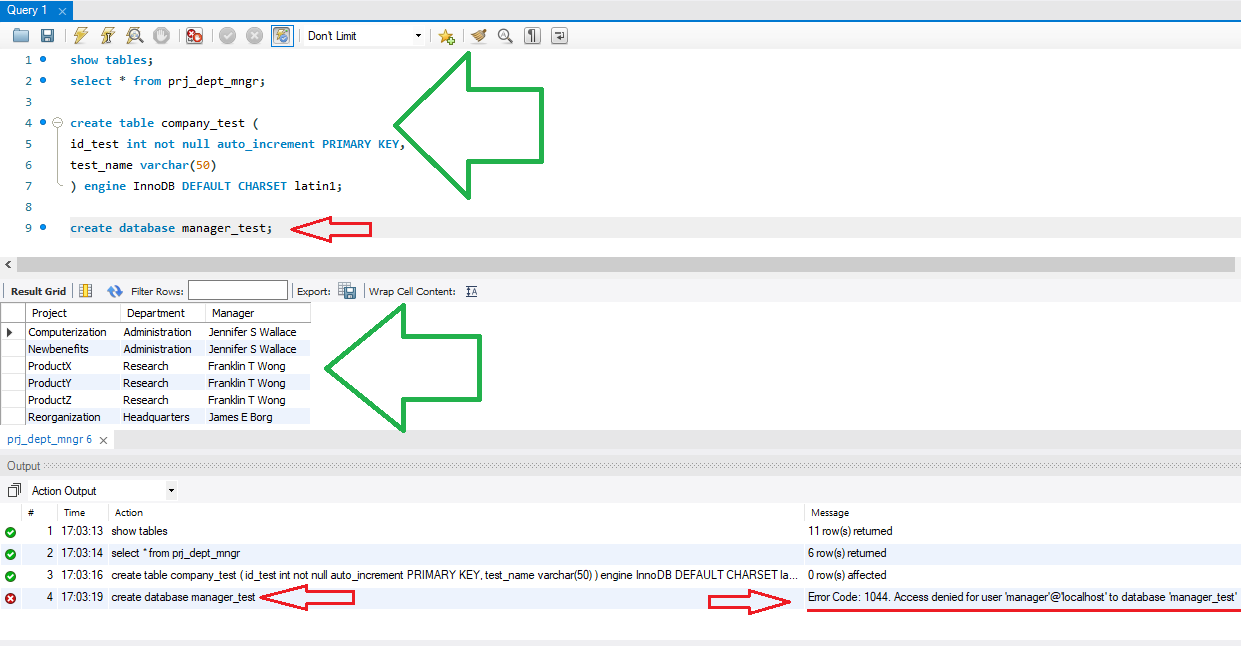 Query 1
Don't Limit
1 show tables;
2 select * from prj_dept_mngr;
3
4 create table company_test (
5 id_test int not null auto_increment PRIMARY KEY,
6 test_name varchar(50)
7 ) engine InnoDB DEFAULT CHARSET latin1;
8
9 create database manager_test;
Result Grid Filter Rows: Export: Wrap Cell Content:
Project Department Manager
Computerization Administration Jennifer S Wallace
Newbenefits Administration Jennifer S Wallace
ProductX Research Franklin T Wong
ProductY Research Franklin T Wong
ProductZ Research Franklin T Wong
Reorganization Headquarters James E Borg
prj_dept_mngr 6
Output
Action Output
# Time Action Message
1 17:03:13 show tables 11 row(s) returned
2 17:03:14 select * from prj_dept_mngr 6 row(s) returned
3 17:03:16 create table company_test ( id_test int not null auto_increment PRIMARY KEY, test_name varchar(50) ) engine InnoDB DEFAULT CHARSET la... 0 row(s) affected
4 17:03:19 create database manager_test Error Code: 1044. Access denied for user 'manager'@'localhost' to database 'manager_test'